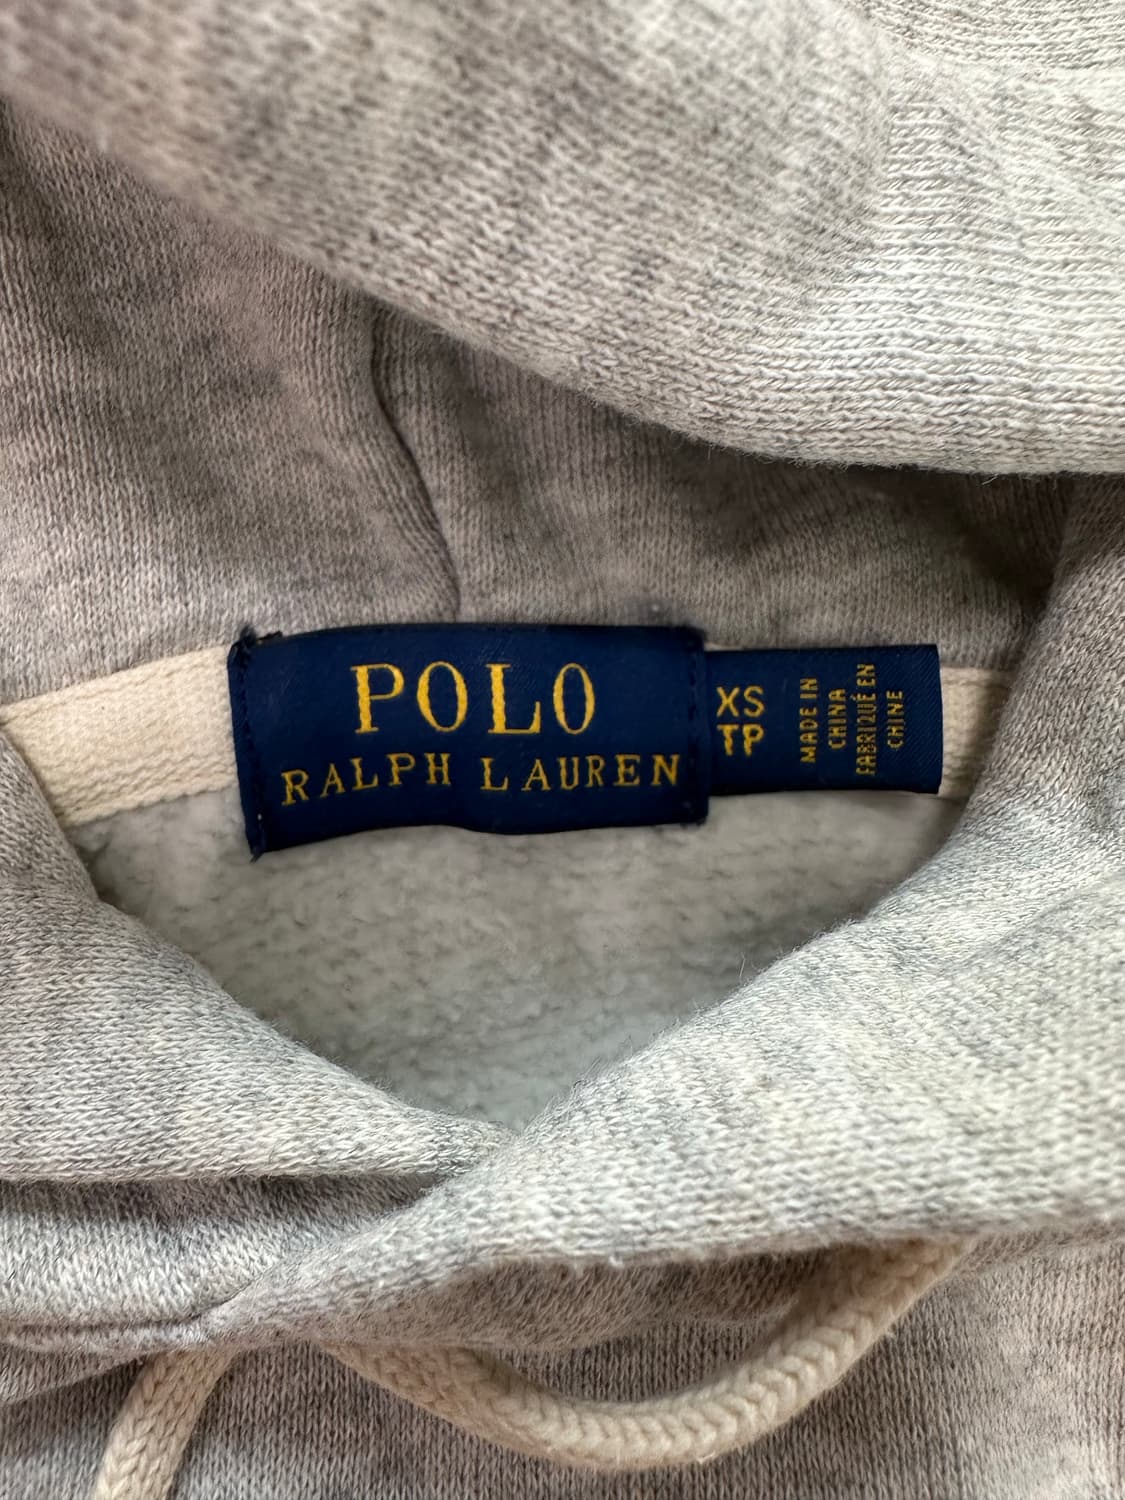 POLO
RALPH LAUREN
XS
TP
MADE IN
CHINA
FABRIQUÉ EN
CHINE